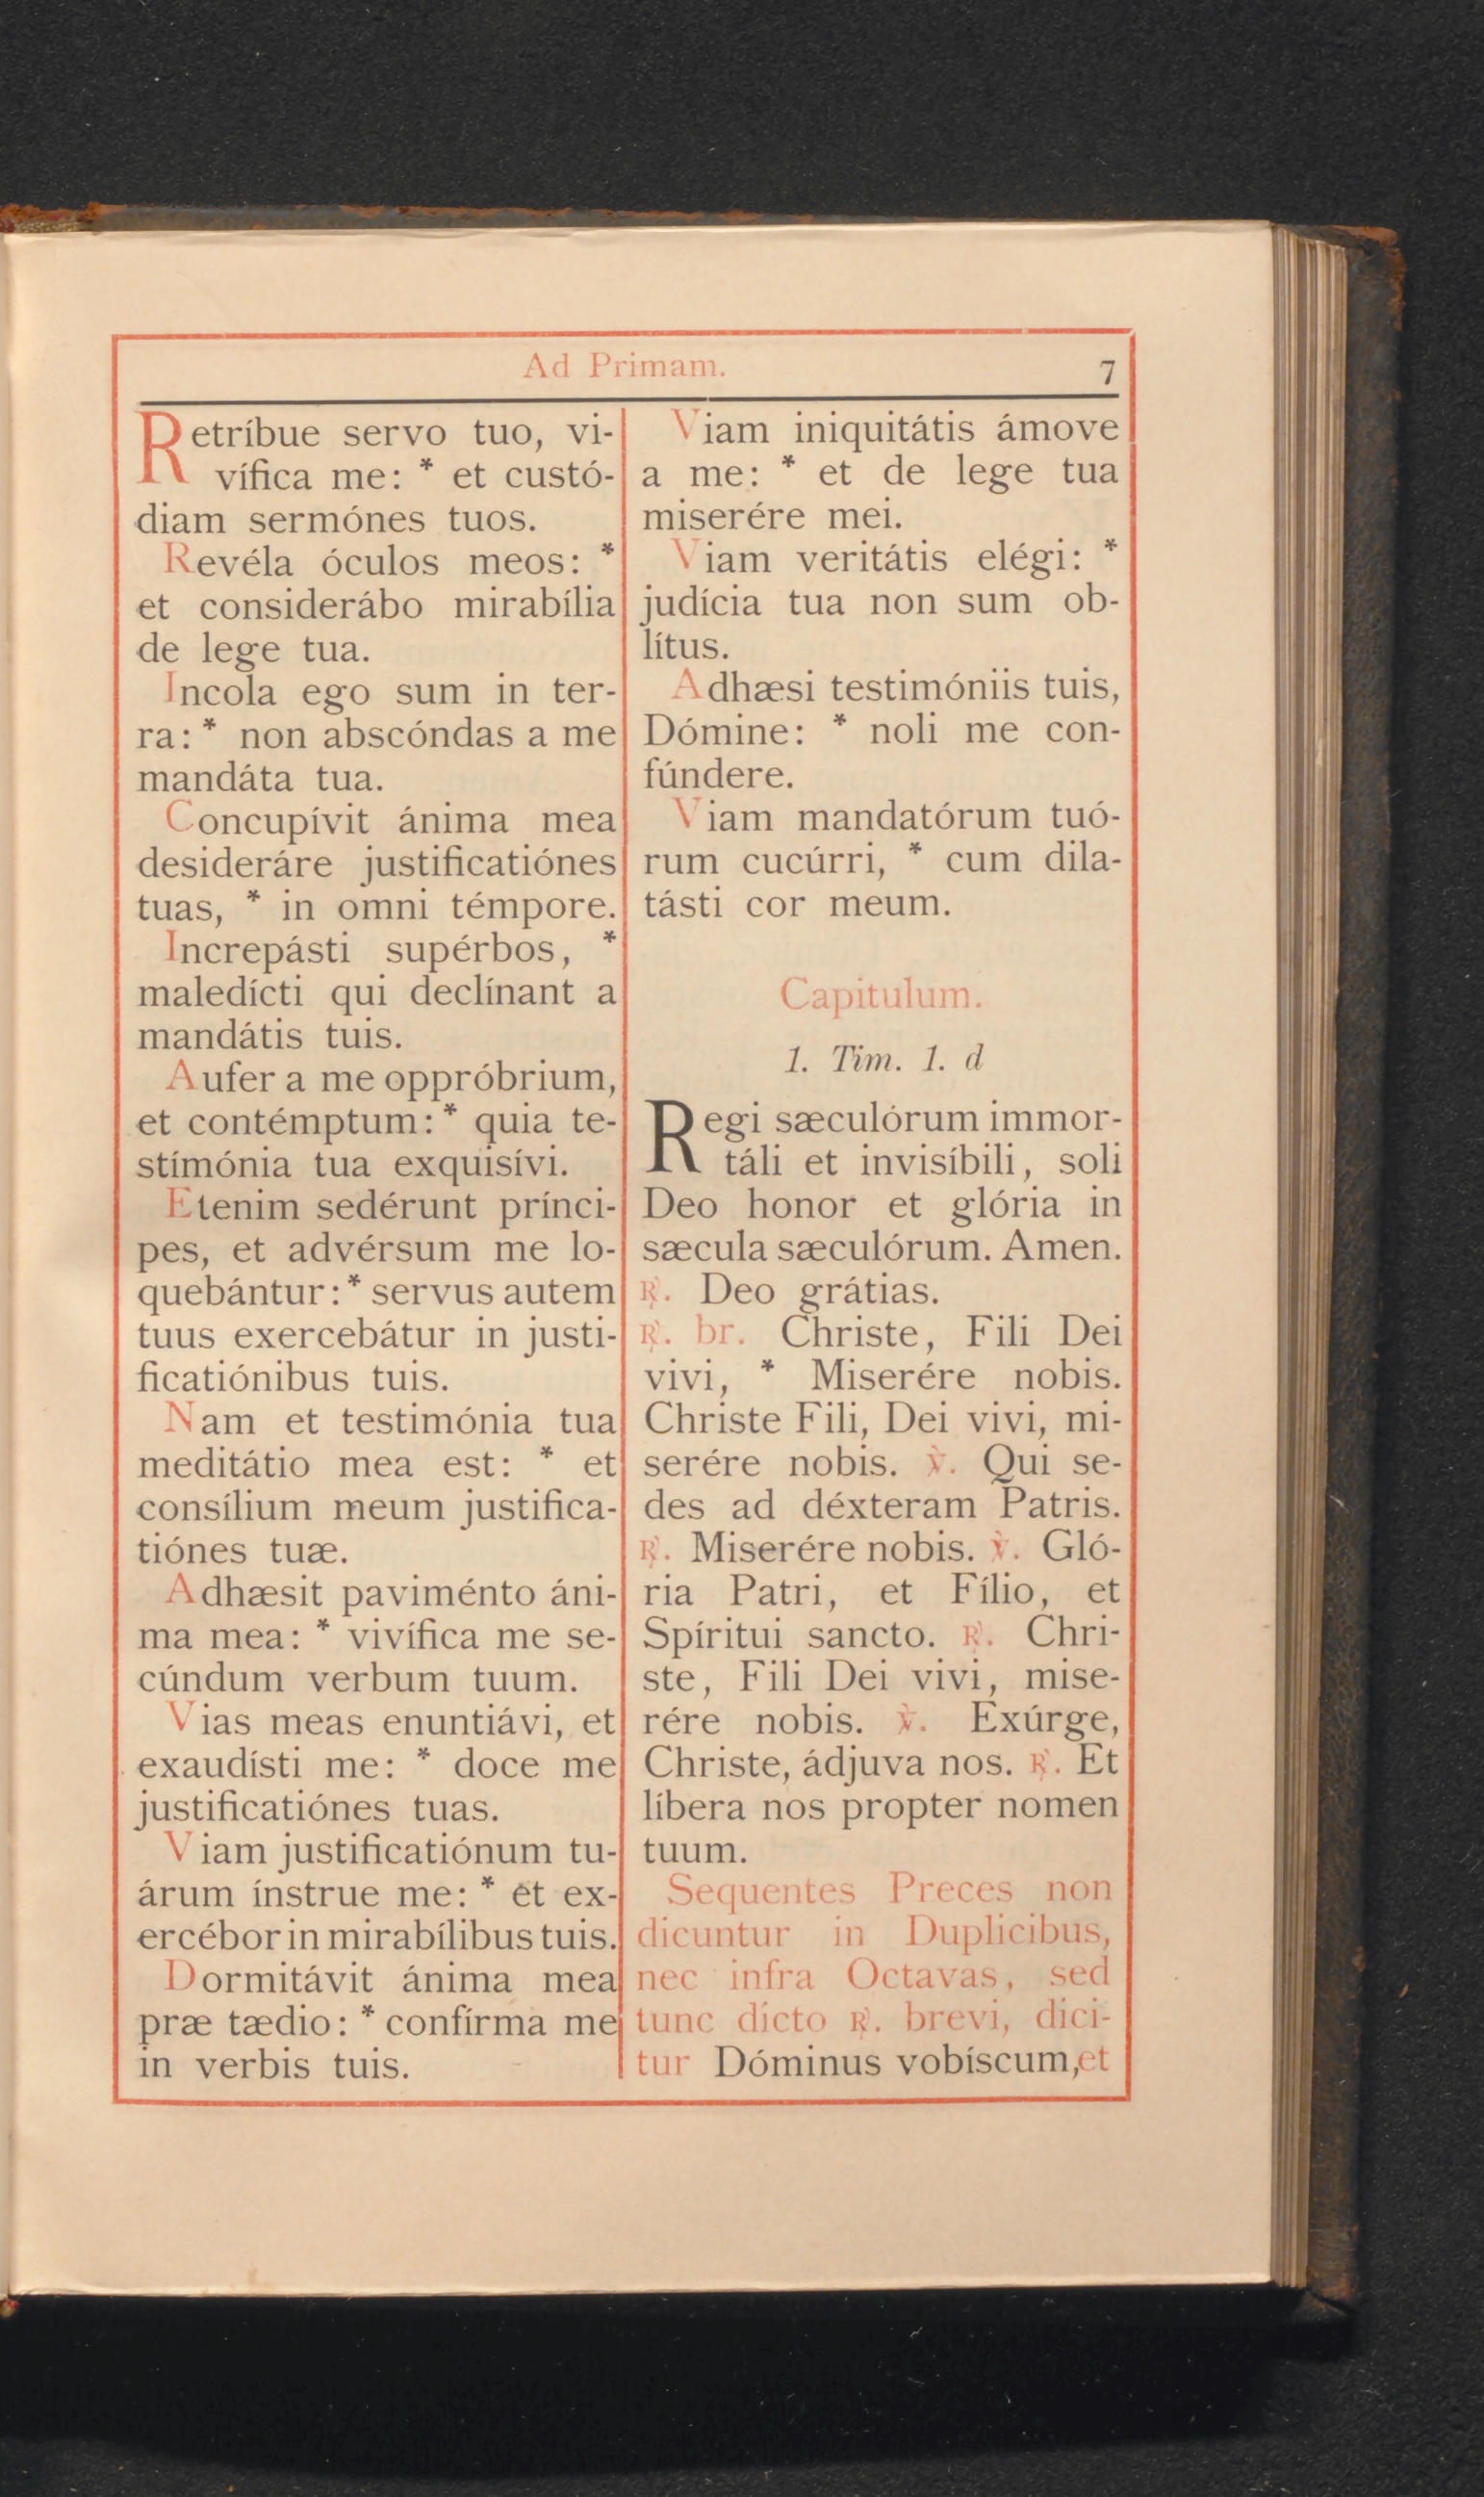 Ad Primam.
7
Retríbue servo tuo, vi-
vífica me: * et custó-
diam sermónes tuos.
Revéla óculos meos: *
et considerábo mirabília
de lege tua.
Incola ego sum in ter-
ra: * non abscóndas a me
mandáta tua.
Concupívit ánima mea
desideráre justificatiónes
tuas, * in omni témpore.
Increpásti supérbos, *
maledícti qui declínant a
mandátis tuis.
Aufer a me oppróbrium,
et contémptum: * quia te-
stímónia tua exquisívi.
Etenim sedérunt prínci-
pes, et advérsum me lo-
quebántur: * servus autem
tuus exercebátur in justi-
ficatiónibus tuis.
Nam et testimónia tua
meditátio mea est: * et
consílium meum justifica-
tiónes tuæ.
Adhæsit paviménto áni-
ma mea: * vivífica me se-
cúndum verbum tuum.
Vias meas enuntiávi, et
exaudísti me: * doce me
justificatiónes tuas.
Viam justificatiónum tu-
árum ínstrue me: * et ex-
ercébor in mirabílibus tuis.
Dormitávit ánima mea
præ tædio: * confírma me
in verbis tuis.
Viam iniquitátis ámove
a me: * et de lege tua
miserére mei.
Viam veritátis elégi: *
judícia tua non sum ob-
lítus.
Adhæsi testimóniis tuis,
Dómine: * noli me con-
fúndere.
Viam mandatórum tuó-
rum cucúrri, * cum dila-
tásti cor meum.
Capitulum.
1. Tim. 1. d
Regi sæculórum immor-
táli et invisíbili, soli
Deo honor et glória in
sæcula sæculórum. Amen.
℟. Deo grátias.
℟. br. Christe, Fili Dei
vivi, * Miserére nobis.
Christe Fili, Dei vivi, mi-
serére nobis. ℣. Qui se-
des ad déxteram Patris.
℟. Miserére nobis. ℣. Gló-
ria Patri, et Fílio, et
Spíritui sancto. ℟. Chri-
ste, Fili Dei vivi, mise-
rére nobis. ℣. Exúrge,
Christe, ádjuva nos. ℟. Et
líbera nos propter nomen
tuum.
Sequentes Preces non
dicuntur in Duplicibus,
nec infra Octavas, sed
tunc dicto ℟. brevi, dici-
tur Dóminus vobíscum, et